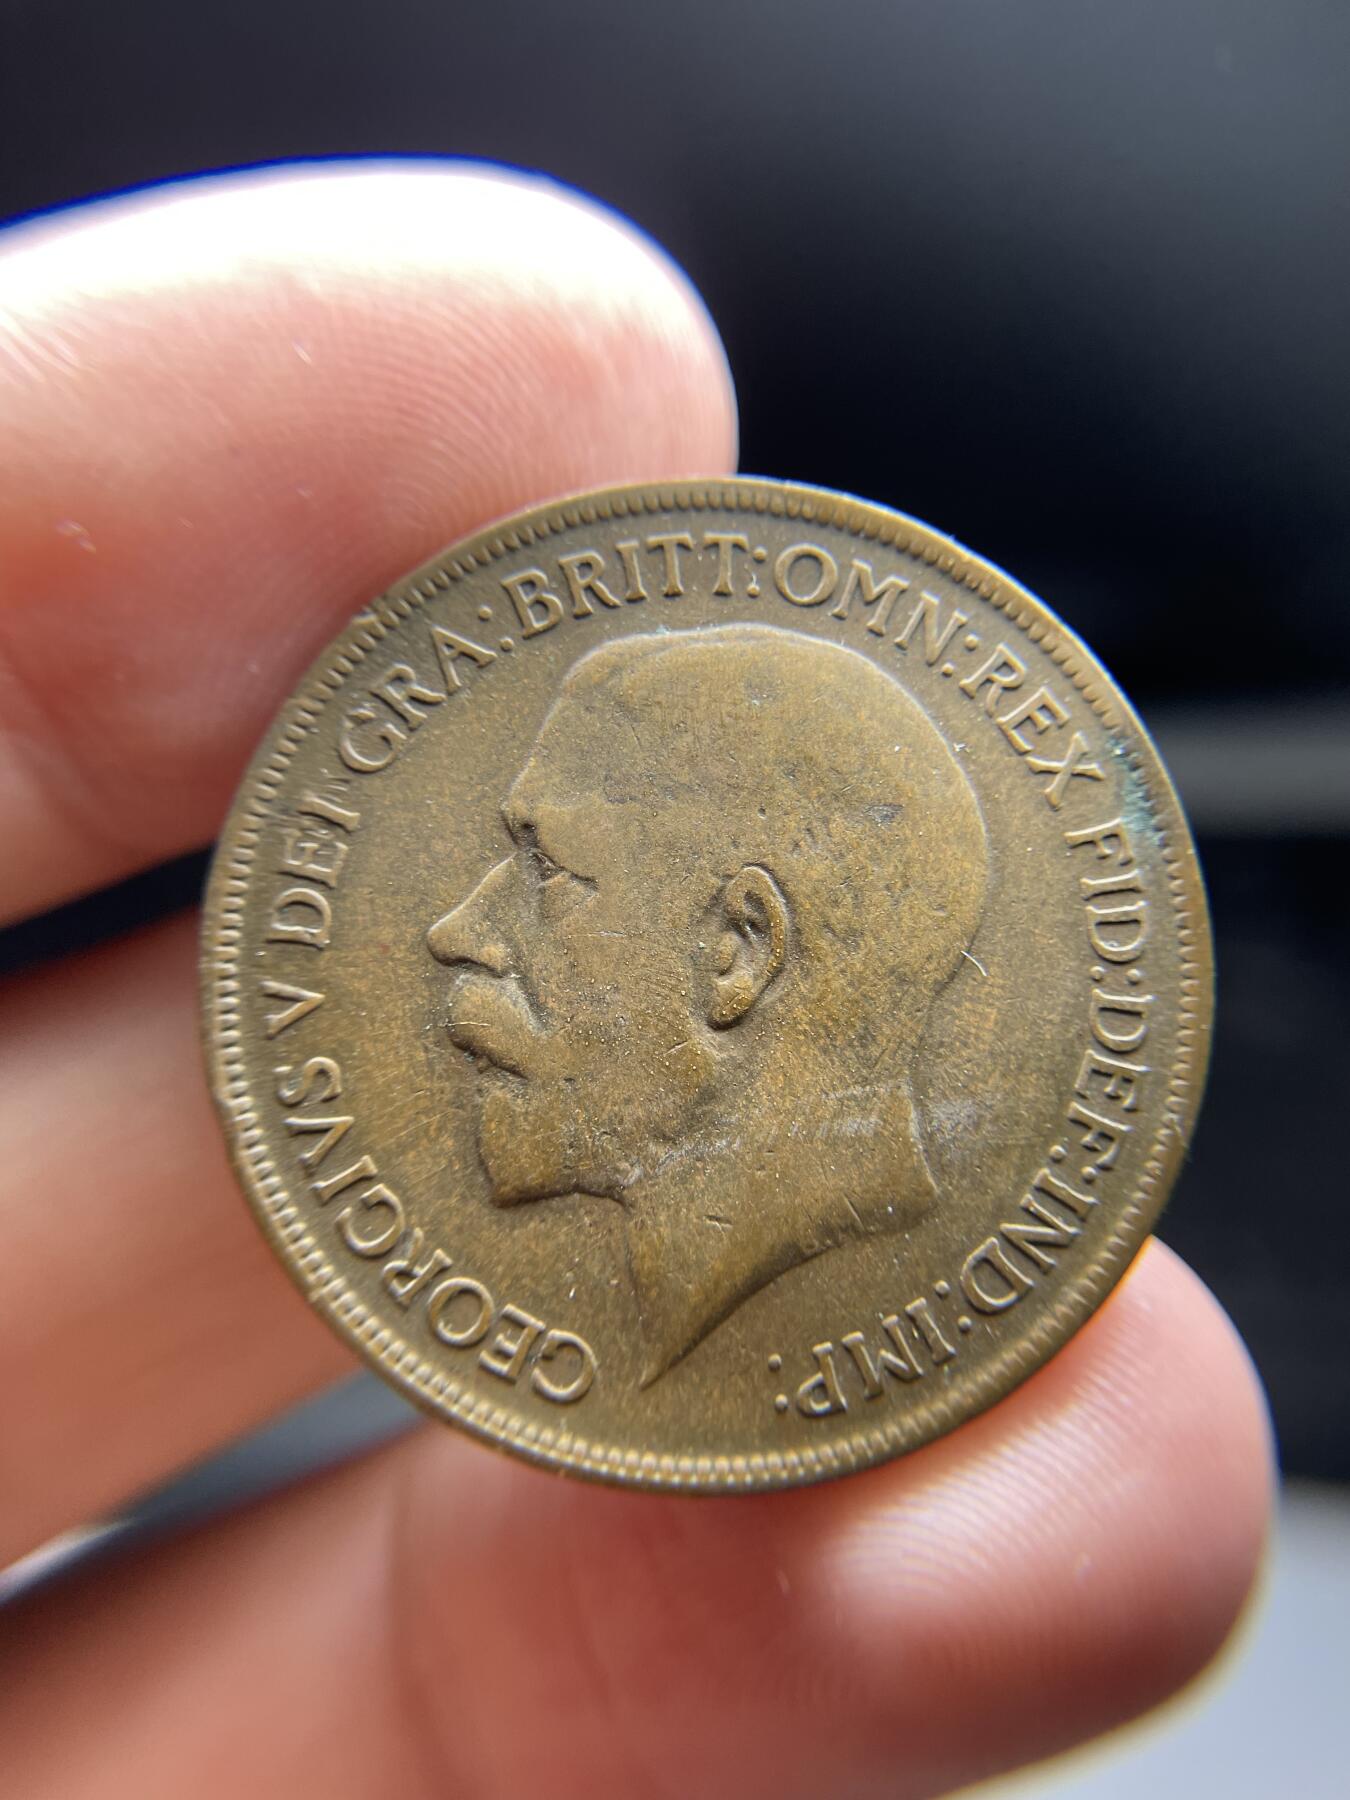 GEORGIVS V DEI GRA: BRITT: OMN: REX FID: DEF: IND: IMP: